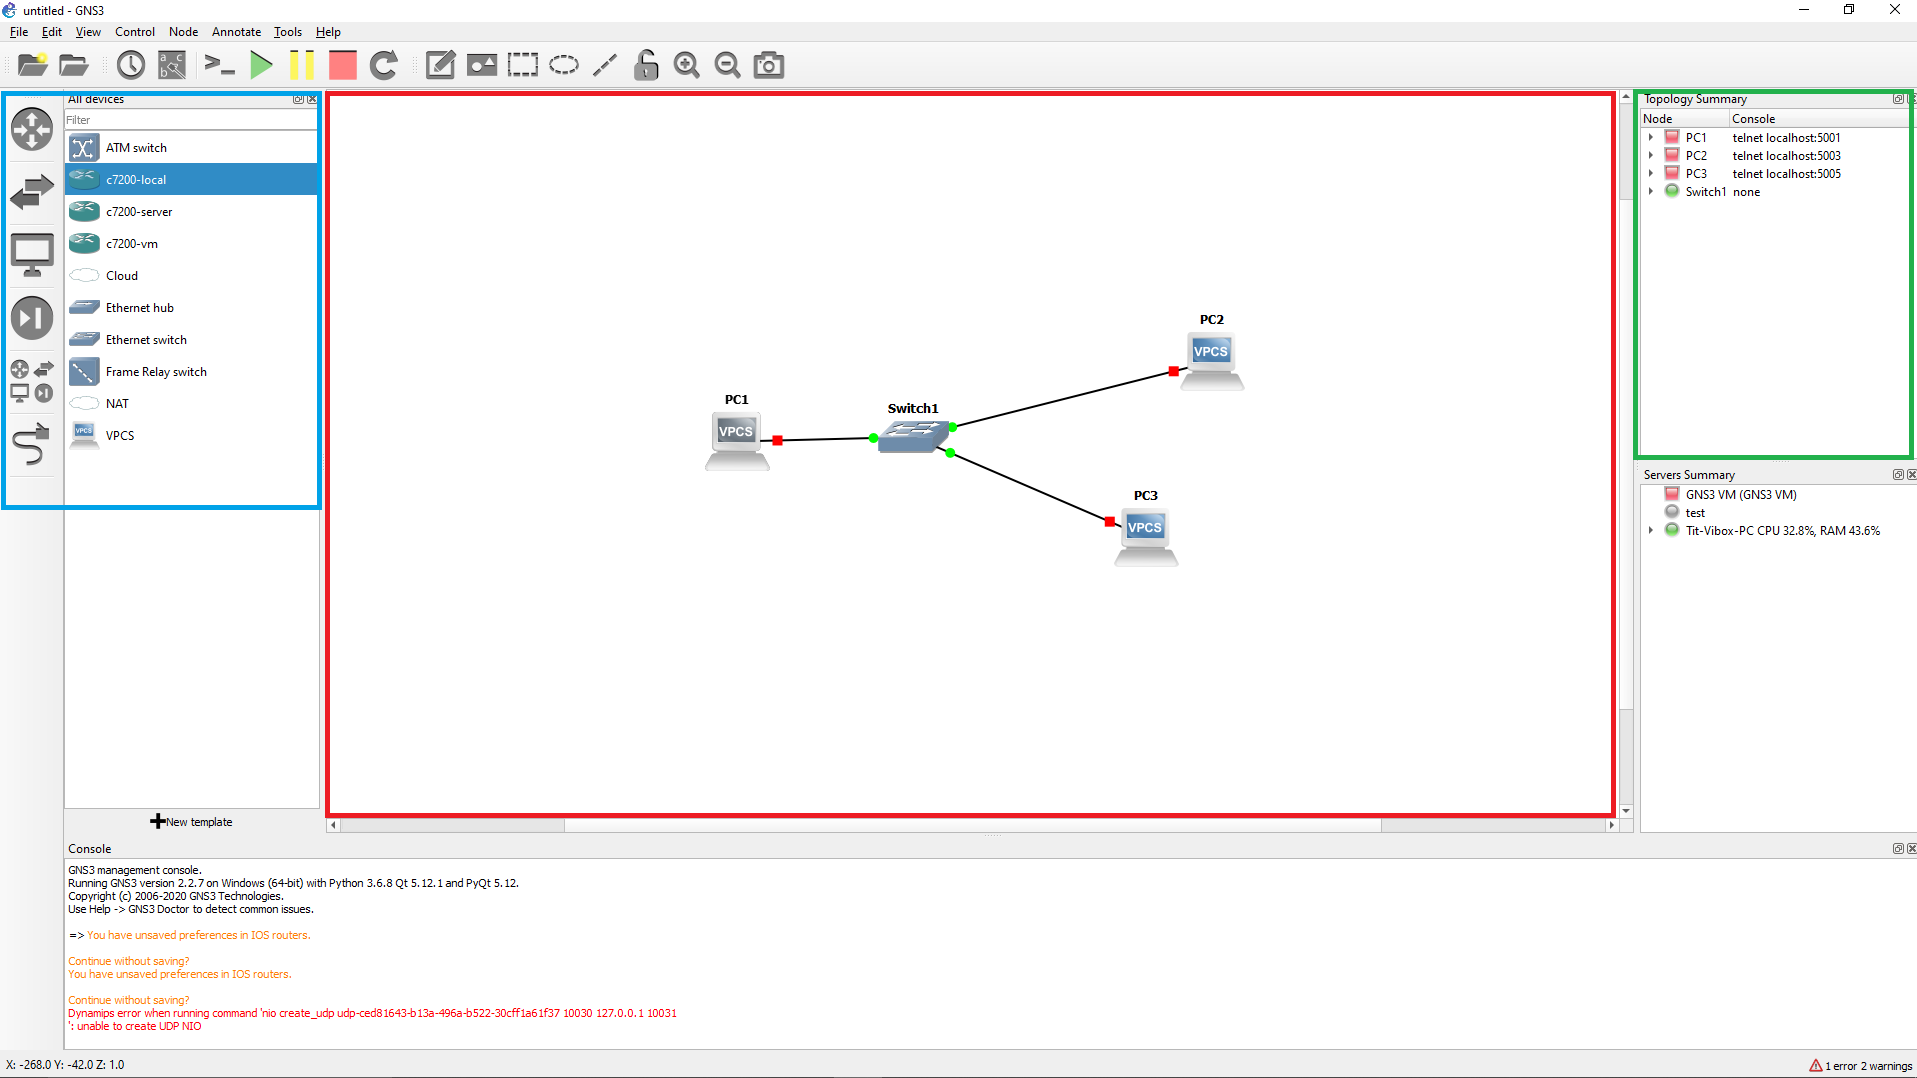 untitled - GNS3
File Edit View Control Node Annotate Tools Help
All devices
Filter
ATM switch
c7200-local
c7200-server
c7200-vm
Cloud
Ethernet hub
Ethernet switch
Frame Relay switch
NAT
VPCS
VPCS
New template
PC1
VPCS
Switch1
PC2
VPCS
PC3
VPCS
Topology Summary
Node Console
PC1 telnet localhost:5001
PC2 telnet localhost:5003
PC3 telnet localhost:5005
Switch1 none
Servers Summary
GNS3 VM (GNS3 VM)
test
Tit-Vibox-PC CPU 32.8%, RAM 43.6%
Console
GNS3 management console.
Running GNS3 version 2.2.7 on Windows (64-bit) with Python 3.6.8 Qt 5.12.1 and PyQt 5.12.
Copyright (c) 2006-2020 GNS3 Technologies.
Use Help -> GNS3 Doctor to detect common issues.
=> You have unsaved preferences in IOS routers.
Continue without saving?
You have unsaved preferences in IOS routers.
Continue without saving?
Dynamips error when running command 'nio create_udp udp-ced81643-b13a-496a-b522-30cff1a61f37 10030 127.0.0.1 10031
': unable to create UDP NIO
X: -268.0 Y: -42.0 Z: 1.0
1 error 2 warnings